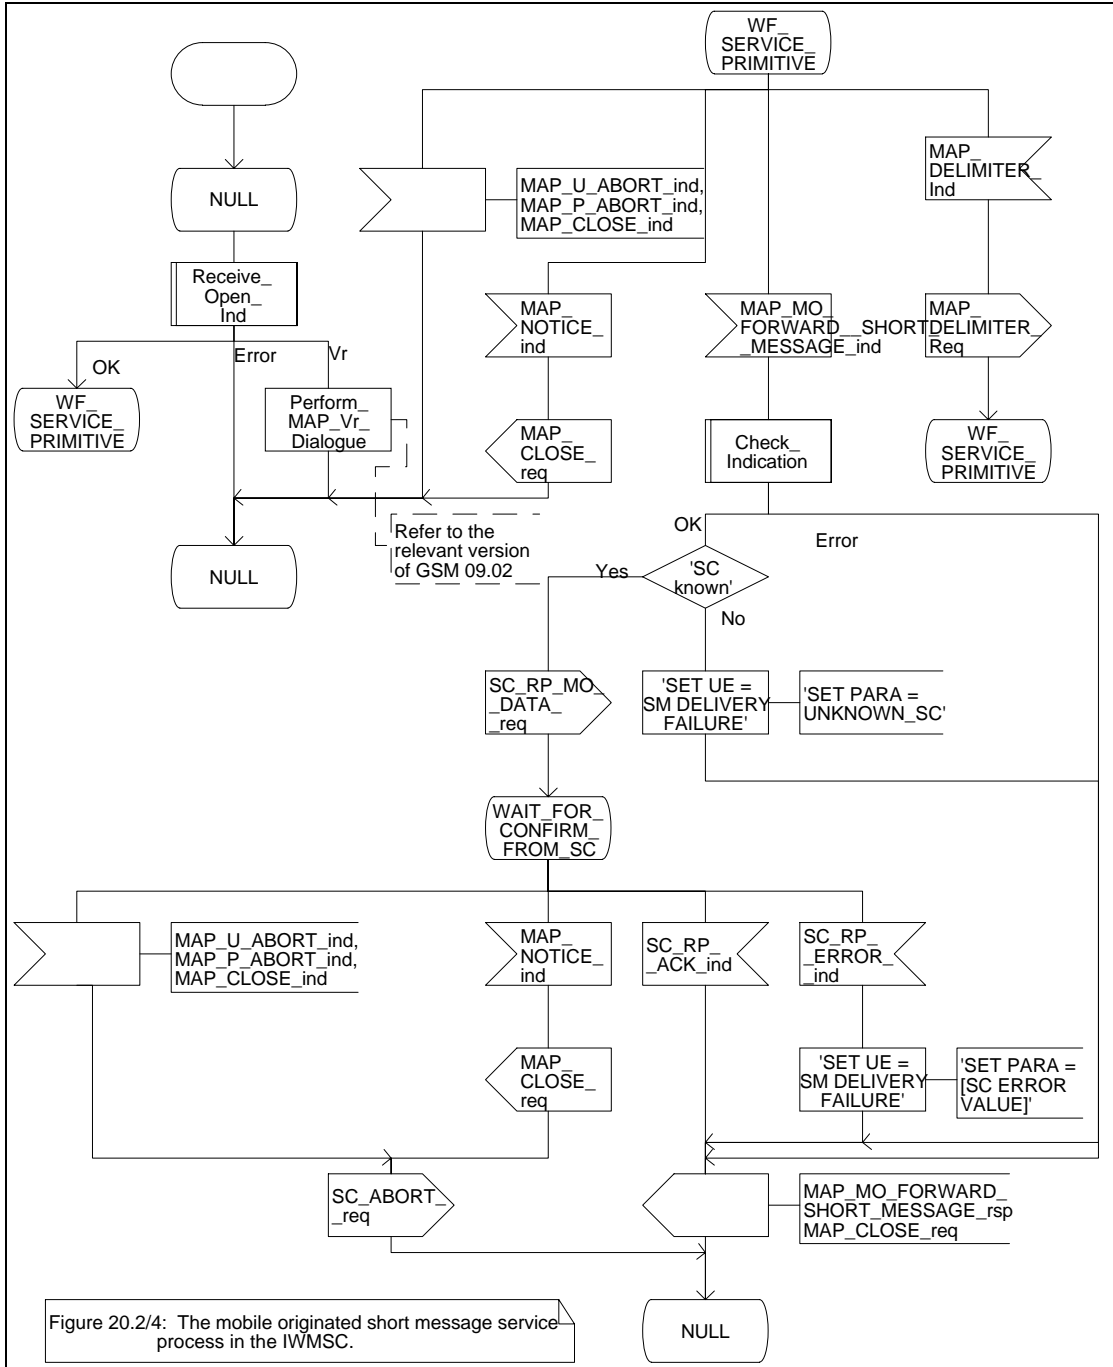 WF_
SERVICE_
PRIMITIVE
NULL
MAP_U_ABORT_ind,
MAP_P_ABORT_ind,
MAP_CLOSE_ind
MAP_
DELIMITER_
Ind
Receive_
Open_
Ind
MAP_
NOTICE_
ind
MAP_MO_
FORWARD__SHORT_
_MESSAGE_ind
MAP_
DELIMITER_
Req
OK
Error
Vr
WF_
SERVICE_
PRIMITIVE
Perform_
MAP_Vr_
Dialogue
MAP_
CLOSE_
req
Check_
Indication
WF_
SERVICE_
PRIMITIVE
NULL
Refer to the
relevant version
of GSM 09.02
OK
Error
'SC
known'
Yes
No
SC_RP_MO_
_DATA_
_req
'SET UE =
SM DELIVERY
FAILURE'
'SET PARA =
UNKNOWN_SC'
WAIT_FOR_
CONFIRM_
FROM_SC
MAP_U_ABORT_ind,
MAP_P_ABORT_ind,
MAP_CLOSE_ind
MAP_
NOTICE_
ind
SC_RP_
_ACK_ind
SC_RP_
_ERROR_
_ind
MAP_
CLOSE_
req
'SET UE =
SM DELIVERY
FAILURE'
'SET PARA =
[SC ERROR
VALUE]'
SC_ABORT_
_req
MAP_MO_FORWARD_
SHORT_MESSAGE_rsp
MAP_CLOSE_req
NULL
Figure 20.2/4: The mobile originated short message service
process in the IWMSC.